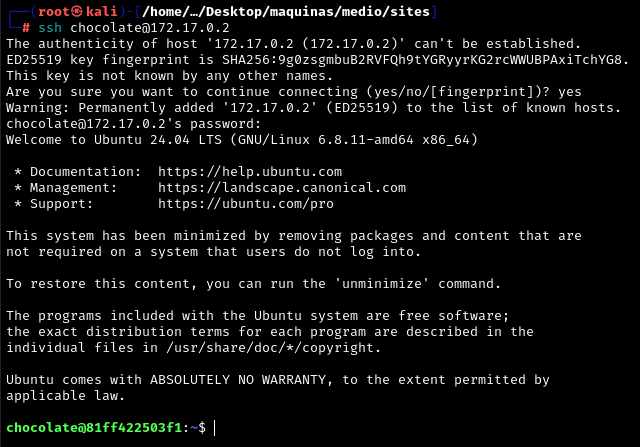 ──(root㉿kali)-[/home/…/Desktop/maquinas/medio/sites]
└─# ssh chocolate@172.17.0.2
The authenticity of host '172.17.0.2 (172.17.0.2)' can't be established.
ED25519 key fingerprint is SHA256:9g0zsgmbuB2RVFQh9tYGRyyrKG2rcWWUBPAxiTchYG8.
This key is not known by any other names.
Are you sure you want to continue connecting (yes/no/[fingerprint])? yes
Warning: Permanently added '172.17.0.2' (ED25519) to the list of known hosts.
chocolate@172.17.0.2's password:
Welcome to Ubuntu 24.04 LTS (GNU/Linux 6.8.11-amd64 x86_64)

 * Documentation:  https://help.ubuntu.com
 * Management:     https://landscape.canonical.com
 * Support:        https://ubuntu.com/pro

This system has been minimized by removing packages and content that are
not required on a system that users do not log into.

To restore this content, you can run the 'unminimize' command.

The programs included with the Ubuntu system are free software;
the exact distribution terms for each program are described in the
individual files in /usr/share/doc/*/copyright.

Ubuntu comes with ABSOLUTELY NO WARRANTY, to the extent permitted by
applicable law.

chocolate@81ff422503f1:~$